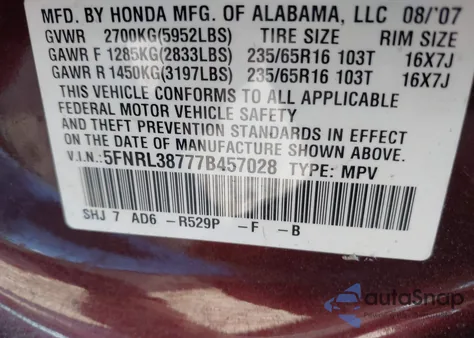 MFD. BY HONDA MFG. OF ALABAMA, LLC 08/'07
GVWR 2700KG(5952LBS) TIRE SIZE RIM SIZE
GAWR F 1285KG(2833LBS) 235/65R16 103T 16X7J
GAWR R 1450KG(3197LBS) 235/65R16 103T 16X7J
THIS VEHICLE CONFORMS TO ALL APPLICABLE
FEDERAL MOTOR VEHICLE SAFETY
AND THEFT PREVENTION STANDARDS IN EFFECT
ON THE DATE OF MANUFACTURE SHOWN ABOVE.
V.I.N.: 5FNRL38777B457028 TYPE: MPV
SHJ 7 AD6 -R529P -F -B
autoSnap